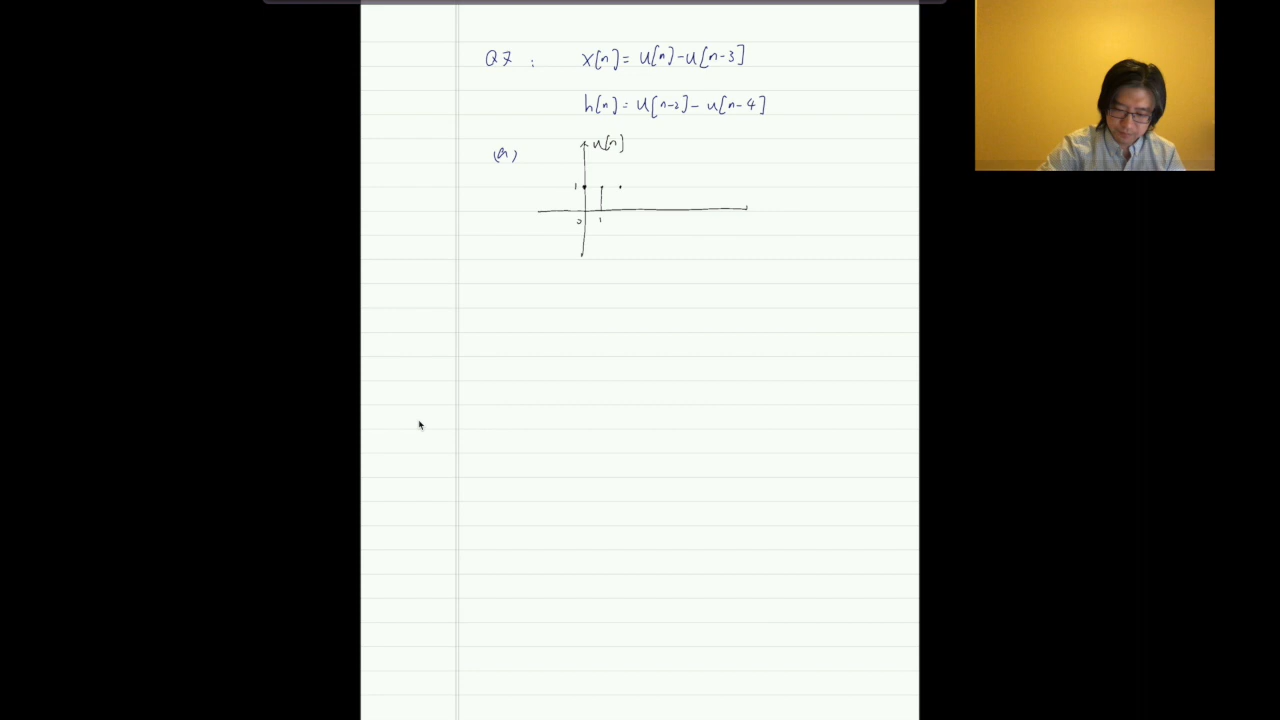 Q7 : x[n] = u[n]-u[n-3]
h[n] = u[n-2] - u[n-4]
(a)
u[n]
1
0 1